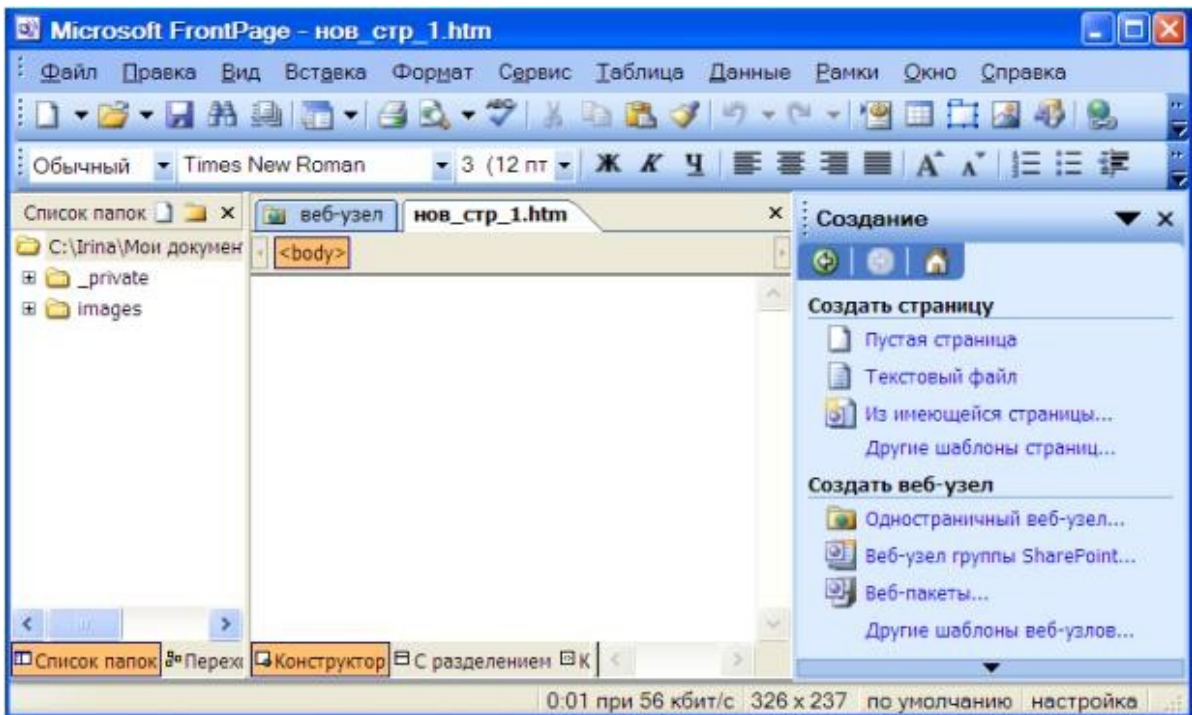 Microsoft FrontPage - нов_стр_1.htm
Файл Правка Вид Вставка Формат Сервис Таблица Данные Рамки Окно Справка
Обычный Times New Roman 3 (12 пт Ж К Ч
Список папок
веб-узел нов_стр_1.htm
Создание
C:\Irina\Мои докумен
<body>
_private
images
Создать страницу
Пустая страница
Текстовый файл
Из имеющейся страницы...
Другие шаблоны страниц...
Создать веб-узел
Одностраничный веб-узел...
Веб-узел группы SharePoint...
Веб-пакеты...
Другие шаблоны веб-узлов...
Список папок Перехо Конструктор С разделением К
0:01 при 56 кбит/с 326 x 237 по умолчанию настройка